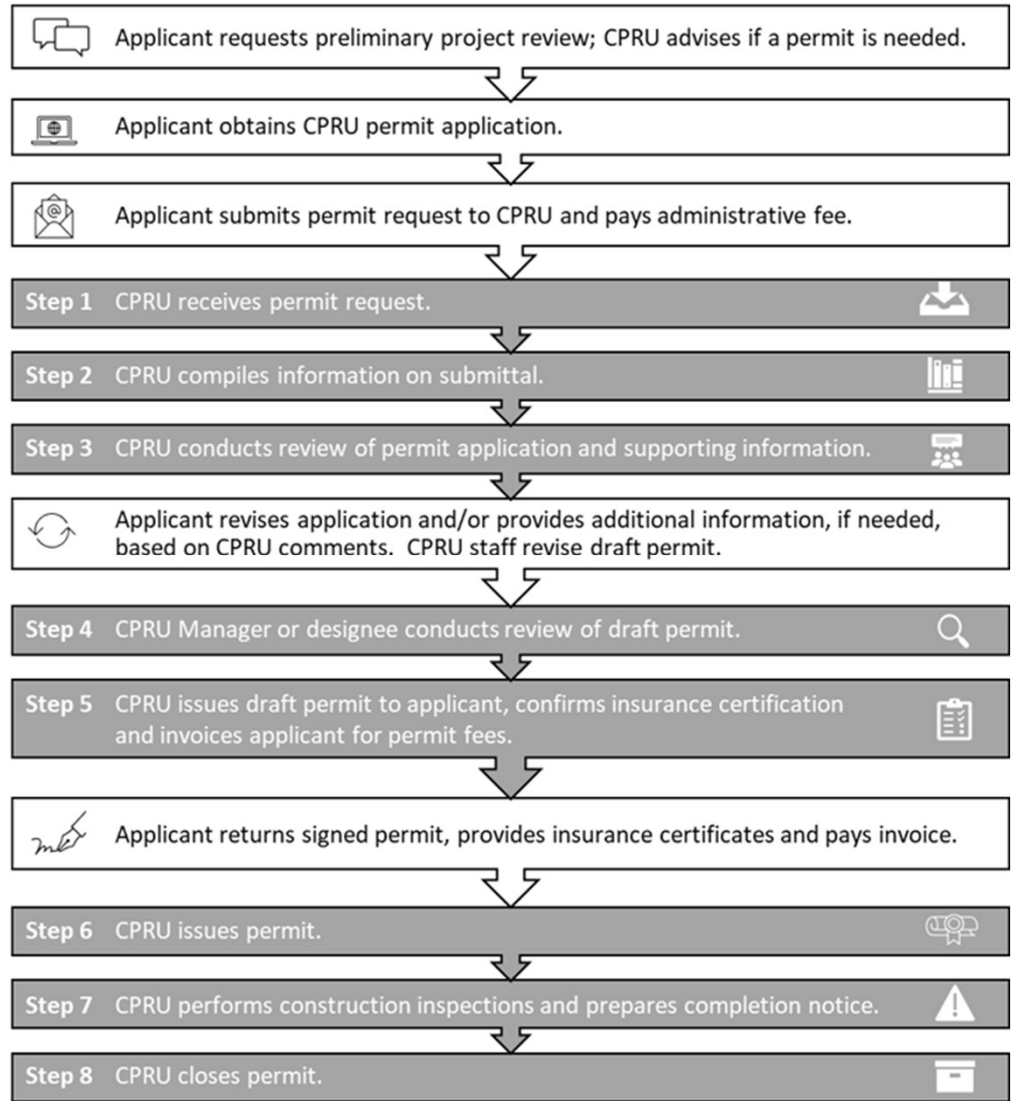 Applicant requests preliminary project review; CPRU advises if a permit is needed.
Applicant obtains CPRU permit application.
Applicant submits permit request to CPRU and pays administrative fee.
Step 1 CPRU receives permit request.
Step 2 CPRU compiles information on submittal.
Step 3 CPRU conducts review of permit application and supporting information.
Applicant revises application and/or provides additional information, if needed,
based on CPRU comments. CPRU staff revise draft permit.
Step 4 CPRU Manager or designee conducts review of draft permit.
Step 5 CPRU issues draft permit to applicant, confirms insurance certification
and invoices applicant for permit fees.
Applicant returns signed permit, provides insurance certificates and pays invoice.
Step 6 CPRU issues permit.
Step 7 CPRU performs construction inspections and prepares completion notice.
Step 8 CPRU closes permit.